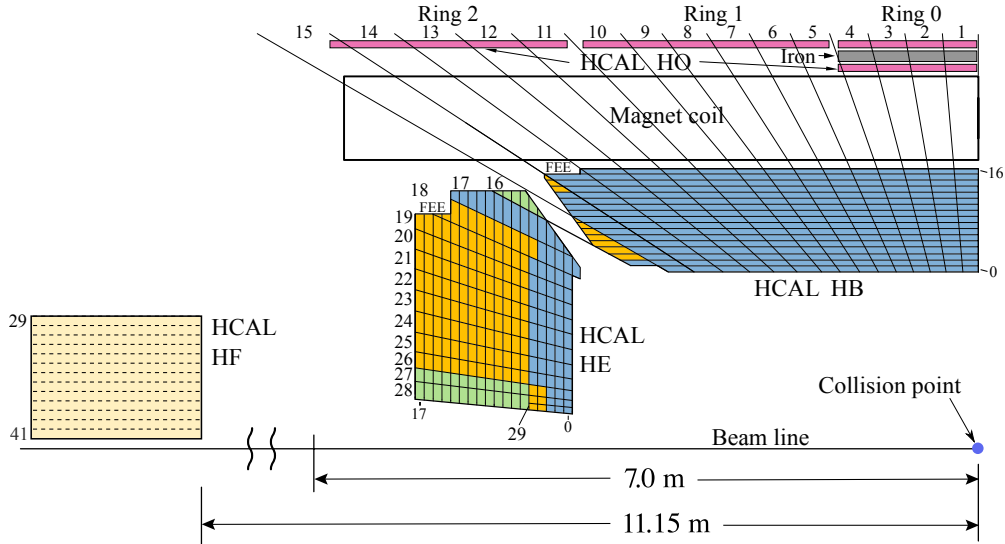 Ring 2
Ring 1
Ring 0
15 14 13 12 11 10 9 8 7 6 5 4 3 2 1
HCAL HO
Iron
Magnet coil
FEE
16
0
HCAL HB
18 17 16
FEE
19
20
21
22
23
24
25
26
27
28
17
29
0
HCAL
HE
29
HCAL
HF
41
Collision point
Beam line
7.0 m
11.15 m